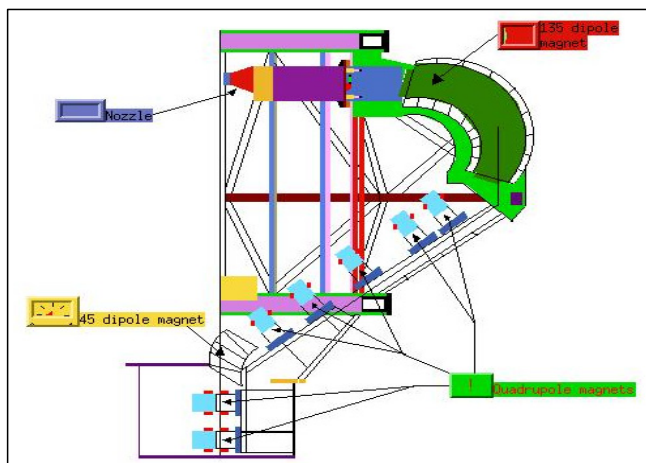 135 dipole
magnet
Nozzle
45 dipole magnet
!
Quadrupole magnets